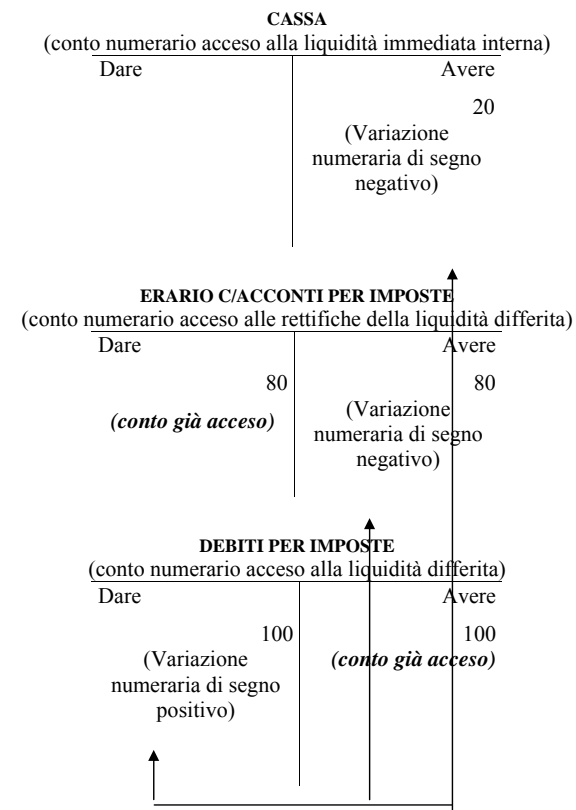 CASSA
(conto numerario acceso alla liquidità immediata interna)
Dare Avere
20
(Variazione
numeraria di segno
negativo)
ERARIO C/ACCONTI PER IMPOSTE
(conto numerario acceso alle rettifiche della liquidità differita)
Dare Avere
80 80
(conto già acceso) (Variazione
numeraria di segno
negativo)
DEBITI PER IMPOSTE
(conto numerario acceso alla liquidità differita)
Dare Avere
100 100
(Variazione (conto già acceso)
numeraria di segno
positivo)